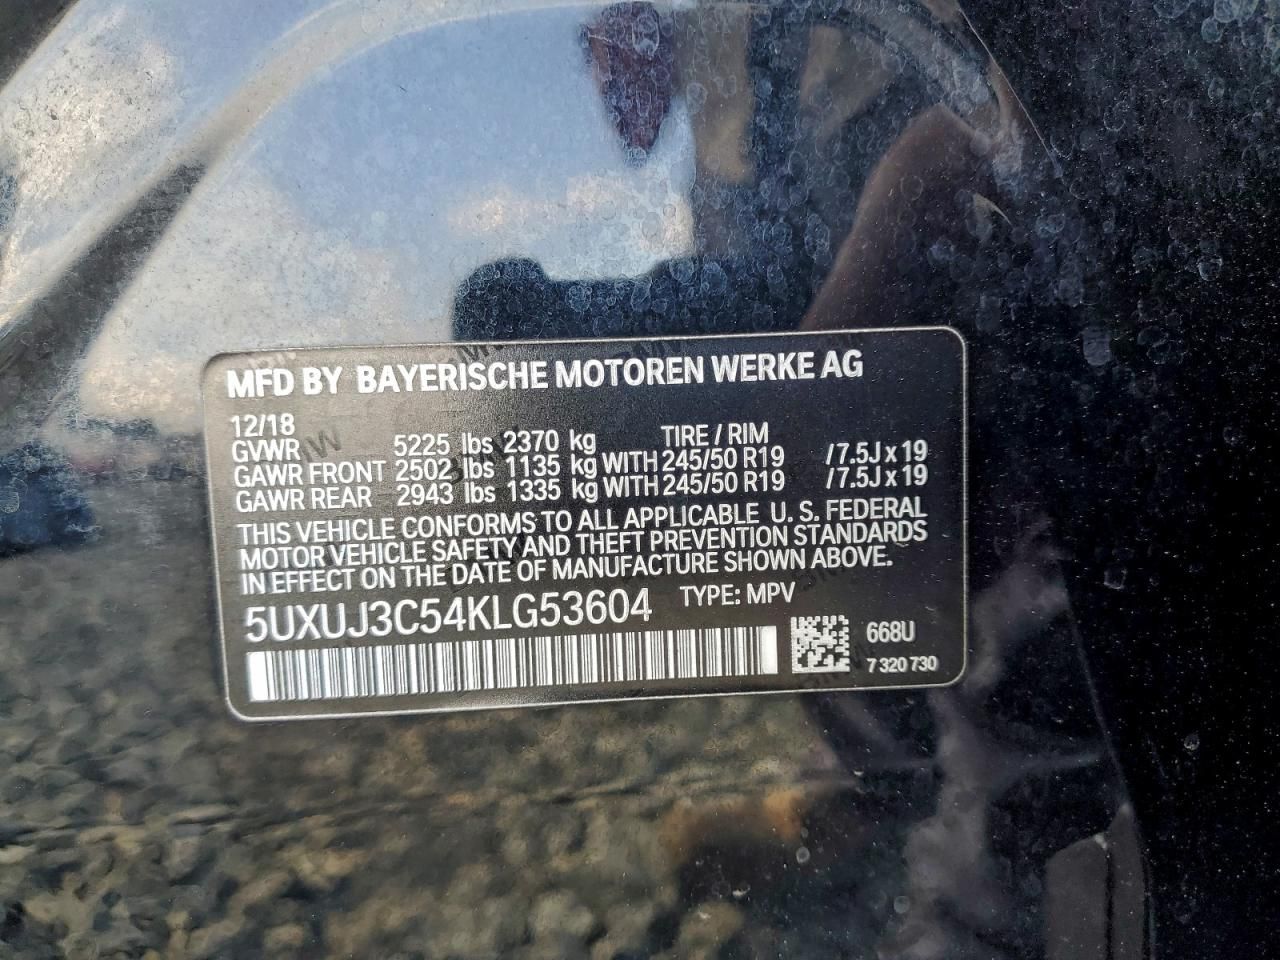 MFD BY BAYERISCHE MOTOREN WERKE AG
12/18
GVWR 5225 lbs 2370 kg TIRE / RIM
GAWR FRONT 2502 lbs 1135 kg WITH 245/50 R19 /7.5J x 19
GAWR REAR 2943 lbs 1335 kg WITH 245/50 R19 /7.5J x 19
THIS VEHICLE CONFORMS TO ALL APPLICABLE U. S. FEDERAL
MOTOR VEHICLE SAFETY AND THEFT PREVENTION STANDARDS
IN EFFECT ON THE DATE OF MANUFACTURE SHOWN ABOVE.
5UXUJ3C54KLG53604 TYPE: MPV
668U
7 320 730